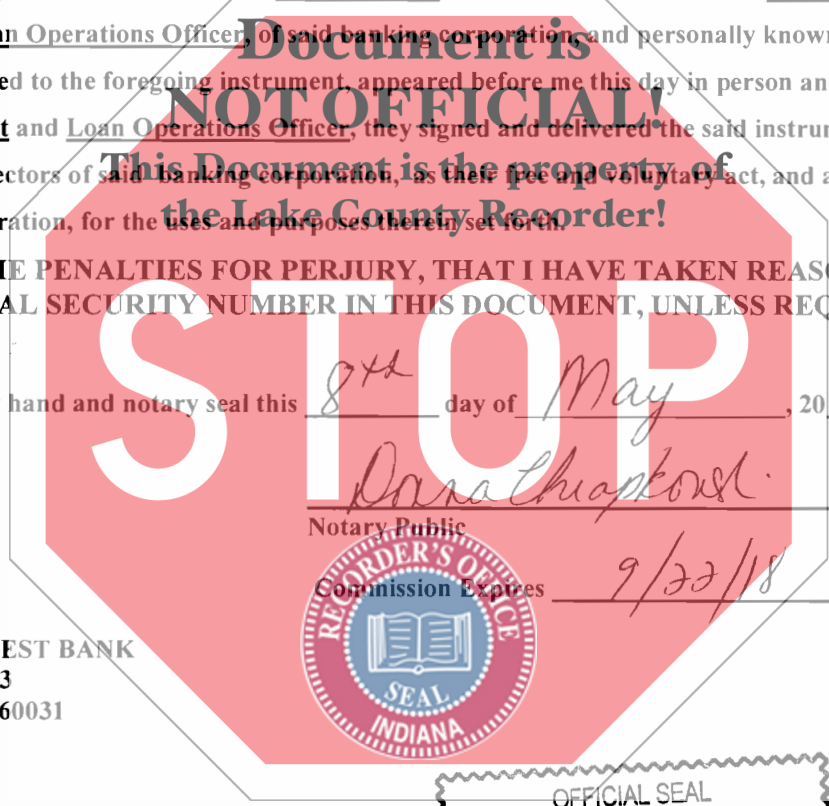 n Operations Officer, of said banking corporation, and personally known
Document is
ed to the foregoing instrument, appeared before me this day in person an
NOT OFFICIAL!
t and Loan Operations Officer, they signed and delivered the said instru
This Document is the property of
ectors of said banking corporation, as their free and voluntary act, and a
the Lake County Recorder!
ration, for the uses and purposes therein set forth.
E PENALTIES FOR PERJURY, THAT I HAVE TAKEN REASO
AL SECURITY NUMBER IN THIS DOCUMENT, UNLESS REQ
STOP
hand and notary seal this 8th day of May, 20
Donna
Notary Public
Commission Expires 9/22/18
RECORDER'S OFFICE
SEAL
INDIANA
EST BANK
3
60031
OFFICIAL SEAL